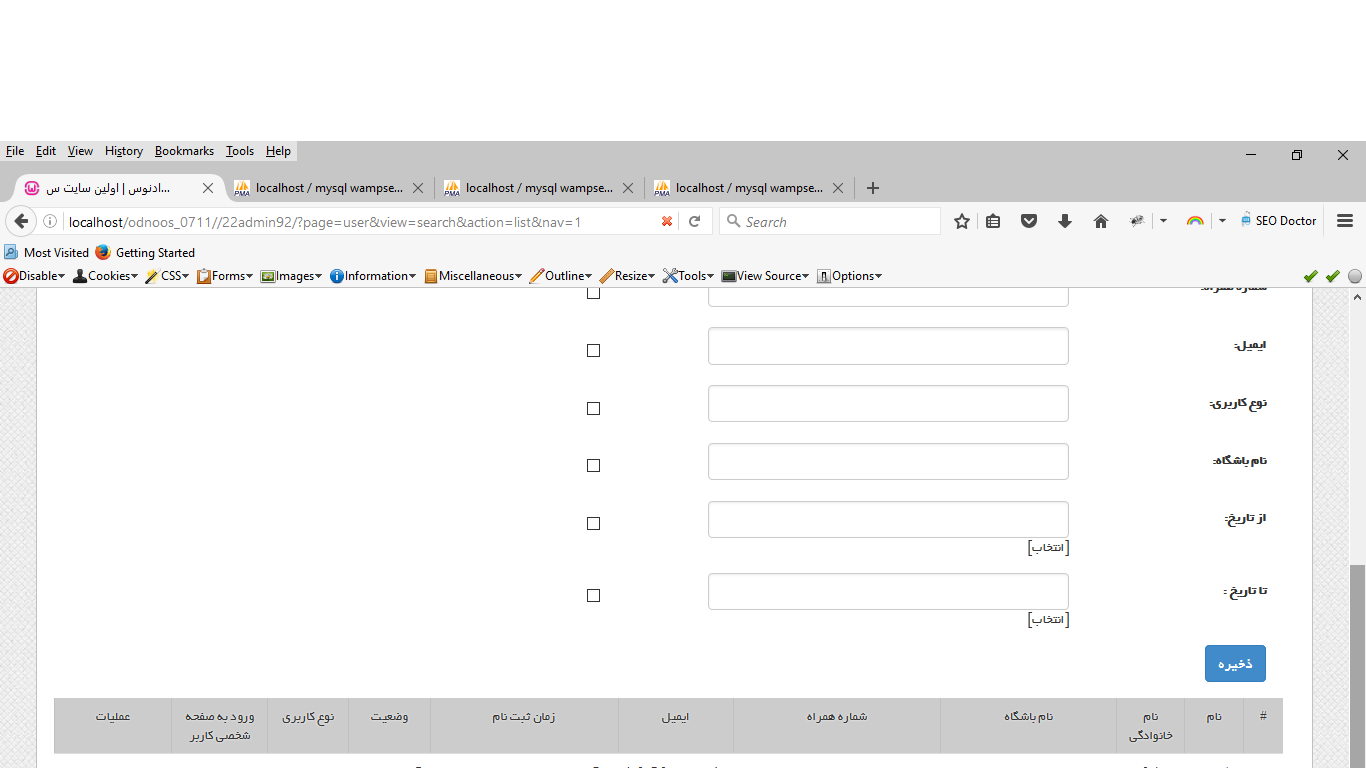 File Edit View History Bookmarks Tools Help
ادنوس | اولین سایت س...
localhost / mysql wampse...
localhost / mysql wampse...
localhost / mysql wampse...
localhost/odnoos_0711//22admin92/?page=user&view=search&action=list&nav=1
Search
SEO Doctor
Most Visited Getting Started
Disable Cookies CSS Forms Images Information Miscellaneous Outline Resize Tools View Source Options
شماره همراه:
ایمیل:
نوع کاربری:
نام باشگاه:
از تاریخ:
[انتخاب]
تا تاریخ :
[انتخاب]
ذخیره
# نام نام خانوادگی نام باشگاه شماره همراه ایمیل زمان ثبت نام وضعیت نوع کاربری ورود به صفحه شخصی کاربر عملیات